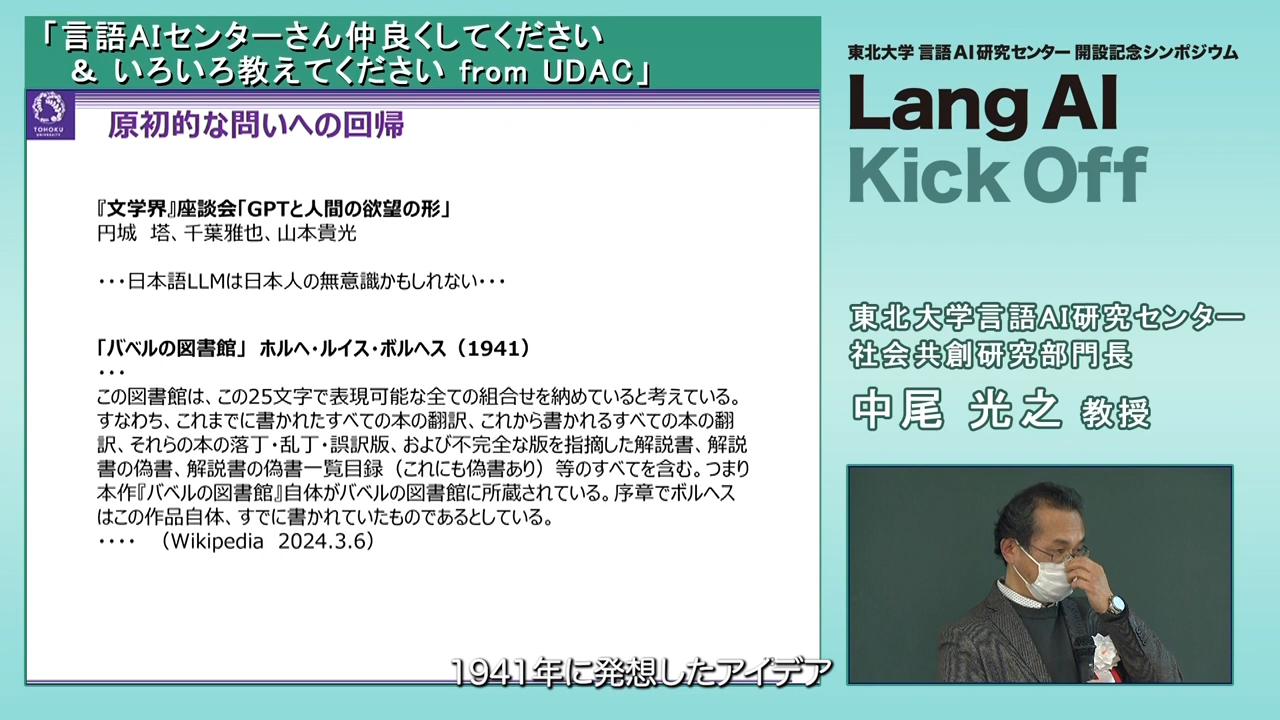 「言語AIセンターさん仲良くしてください
& いろいろ教えてください from UDAC」
TOHOKU
UNIVERSITY
原初的な問いへの回帰
『文学界』座談会「GPTと人間の欲望の形」
円城 塔、千葉雅也、山本貴光
・・・日本語LLMは日本人の無意識かもしれない・・・
「バベルの図書館」 ホルヘ・ルイス・ボルヘス（1941）
・・・
この図書館は、この25文字で表現可能な全ての組合せを納めていると考えている。
すなわち、これまでに書かれたすべての本の翻訳、これから書かれるすべての本の翻
訳、それらの本の落丁・乱丁・誤訳版、および不完全な版を指摘した解説書、解説
書の偽書、解説書の偽書一覧目録（これにも偽書あり）等のすべてを含む。つまり
本作『バベルの図書館』自体がバベルの図書館に所蔵されている。序章でボルヘス
はこの作品自体、すでに書かれていたものであるとしている。
・・・・ （Wikipedia 2024.3.6）
東北大学 言語AI研究センター 開設記念シンポジウム
Lang AI
Kick Off
東北大学言語AI研究センター
社会共創研究部門長
中尾 光之 教授
1941年に発想したアイデア